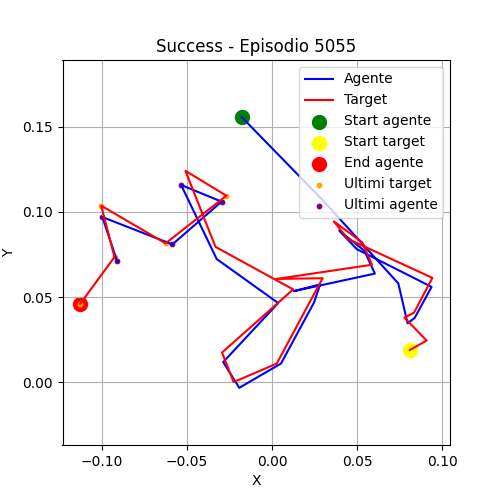 Success - Episodio 5055
Agente
Target
Start agente
Start target
End agente
Ultimi target
Ultimi agente
Y
0.15
0.10
0.05
0.00
−0.10
−0.05
0.00
0.05
0.10
X